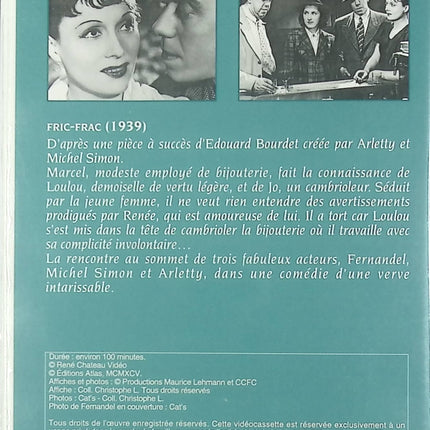 FRIC-FRAC (1939)
D'après une pièce à succès d'Edouard Bourdet créée par Arletty et
Michel Simon.
Marcel, modeste employé de bijouterie, fait la connaissance de
Loulou, demoiselle de vertu légère, et de Jo, un cambrioleur. Séduit
par la jeune femme, il ne veut rien entendre des avertissements
prodigués par Renée, qui est amoureuse de lui. Il a tort car Loulou
s'est mis dans la tête de cambrioler la bijouterie où il travaille avec
sa complicité involontaire...
La rencontre au sommet de trois fabuleux acteurs, Fernandel,
Michel Simon et Arletty, dans une comédie d'une verve
intarissable.
Durée : environ 100 minutes.
© René Chateau Vidéo
© Éditions Atlas, MCMXCV.
Affiches et photos : © Productions Maurice Lehmann et CCFC
Affiche : Coll. Christophe L. Tous droits réservés
Photos : Cat's - Coll. Christophe L.
Photo de Fernandel en couverture : Cat's
Tous droits de l'œuvre enregistrée réservés. Cette vidéocassette est réservée exclusivement à un